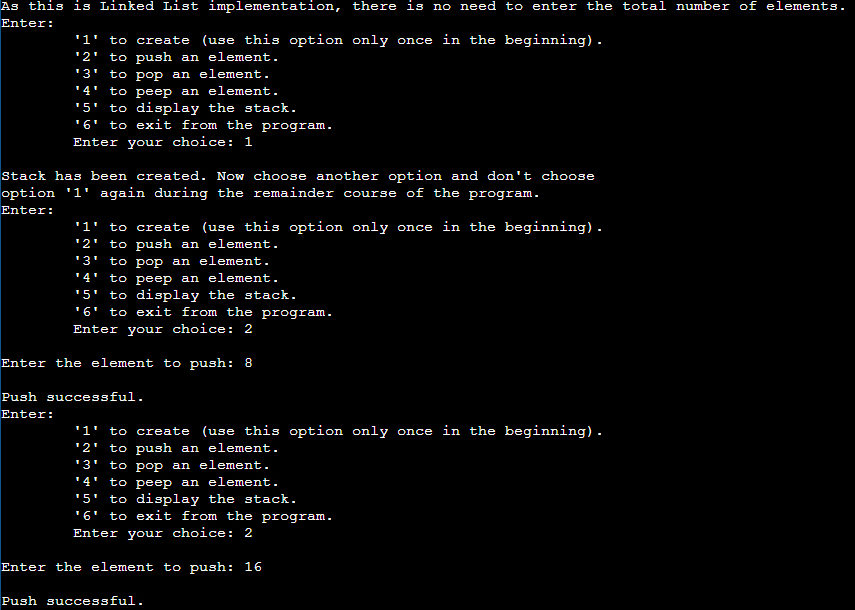 As this is Linked List implementation, there is no need to enter the total number of elements.
Enter:
'1' to create (use this option only once in the beginning).
'2' to push an element.
'3' to pop an element.
'4' to peep an element.
'5' to display the stack.
'6' to exit from the program.
Enter your choice: 1
Stack has been created. Now choose another option and don't choose
option '1' again during the remainder course of the program.
Enter:
'1' to create (use this option only once in the beginning).
'2' to push an element.
'3' to pop an element.
'4' to peep an element.
'5' to display the stack.
'6' to exit from the program.
Enter your choice: 2
Enter the element to push: 8
Push successful.
Enter:
'1' to create (use this option only once in the beginning).
'2' to push an element.
'3' to pop an element.
'4' to peep an element.
'5' to display the stack.
'6' to exit from the program.
Enter your choice: 2
Enter the element to push: 16
Push successful.